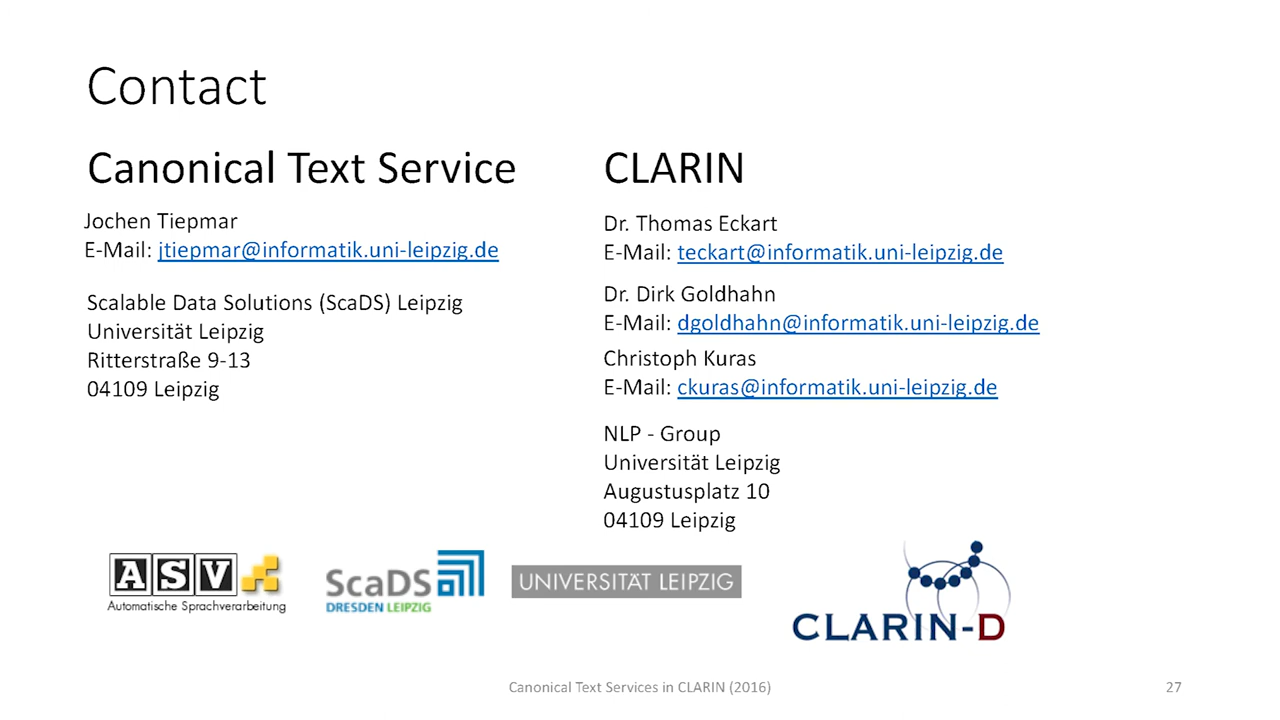 Contact
Canonical Text Service
Jochen Tiepmar
E-Mail: jtiepmar@informatik.uni-leipzig.de
Scalable Data Solutions (ScaDS) Leipzig
Universität Leipzig
Ritterstraße 9-13
04109 Leipzig
CLARIN
Dr. Thomas Eckart
E-Mail: teckart@informatik.uni-leipzig.de
Dr. Dirk Goldhahn
E-Mail: dgoldhahn@informatik.uni-leipzig.de
Christoph Kuras
E-Mail: ckuras@informatik.uni-leipzig.de
NLP - Group
Universität Leipzig
Augustusplatz 10
04109 Leipzig
ASV
Automatische Sprachverarbeitung
ScaDS
DRESDEN LEIPZIG
UNIVERSITÄT LEIPZIG
CLARIN-D
Canonical Text Services in CLARIN (2016)
27